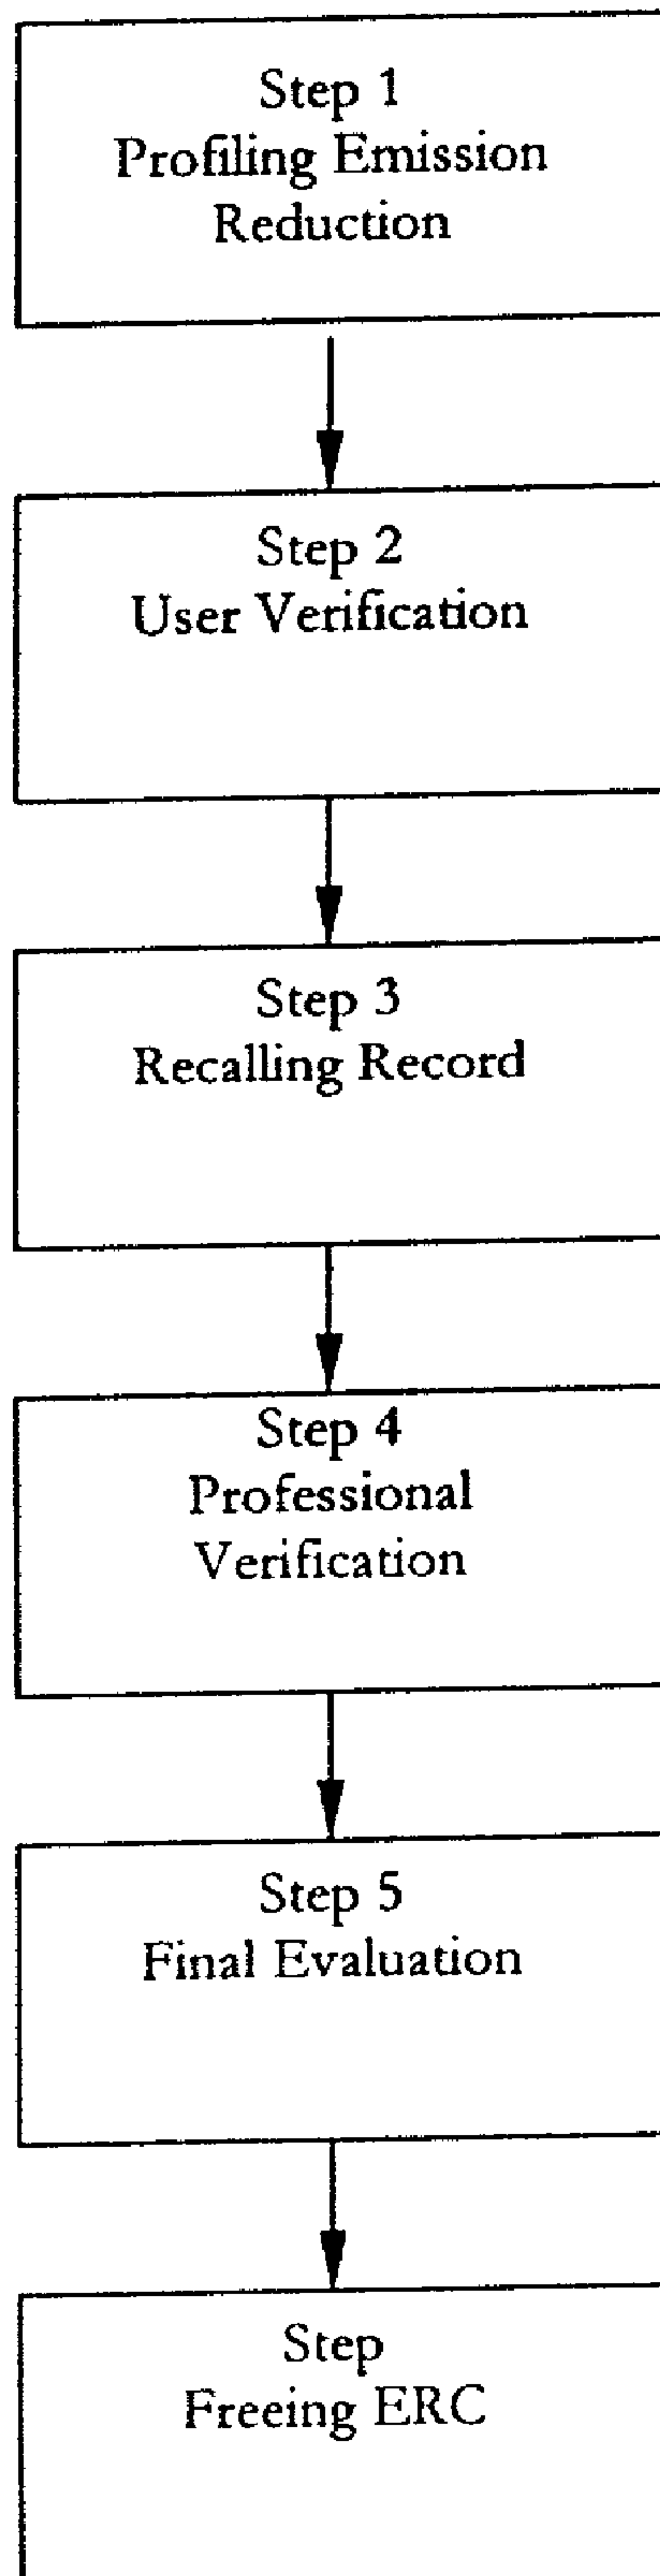 Step 1
Profiling Emission
Reduction
Step 2
User Verification
Step 3
Recalling Record
Step 4
Professional
Verification
Step 5
Final Evaluation
Step
Freeing ERC